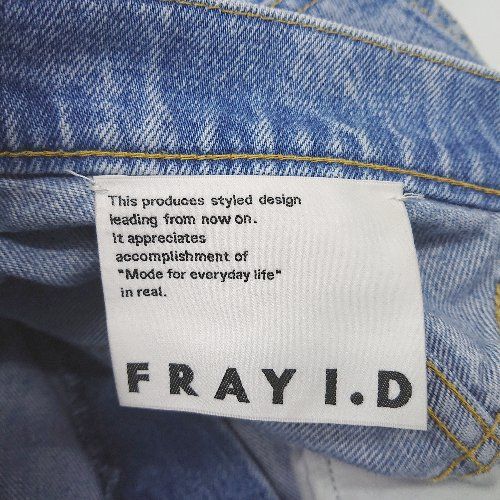 This produces styled design
leading from now on.
It appreciates
accomplishment of
"Mode for everyday life"
in real.
FRAY I.D